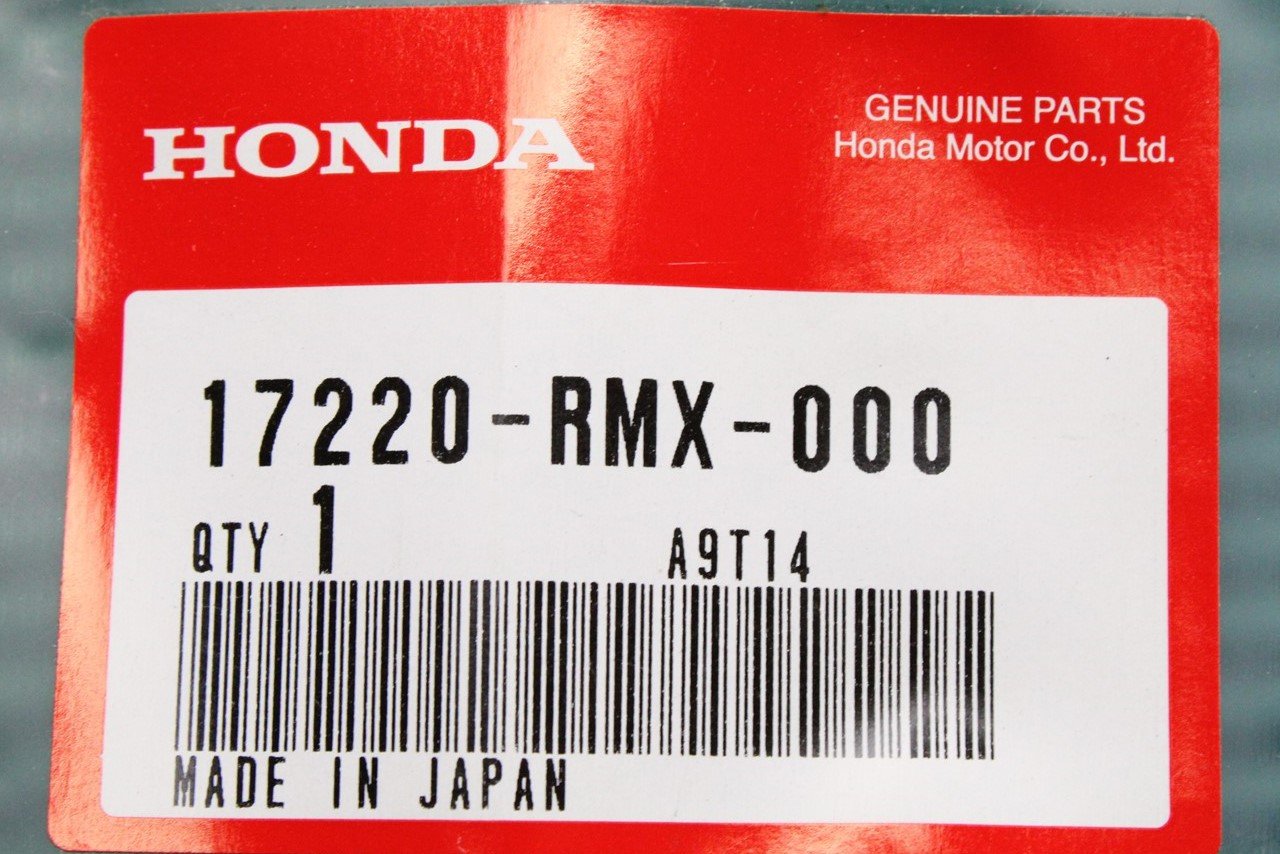 HONDA
GENUINE PARTS
Honda Motor Co., Ltd.
17220-RMX-000
QTY 1 A9T14
MADE IN JAPAN